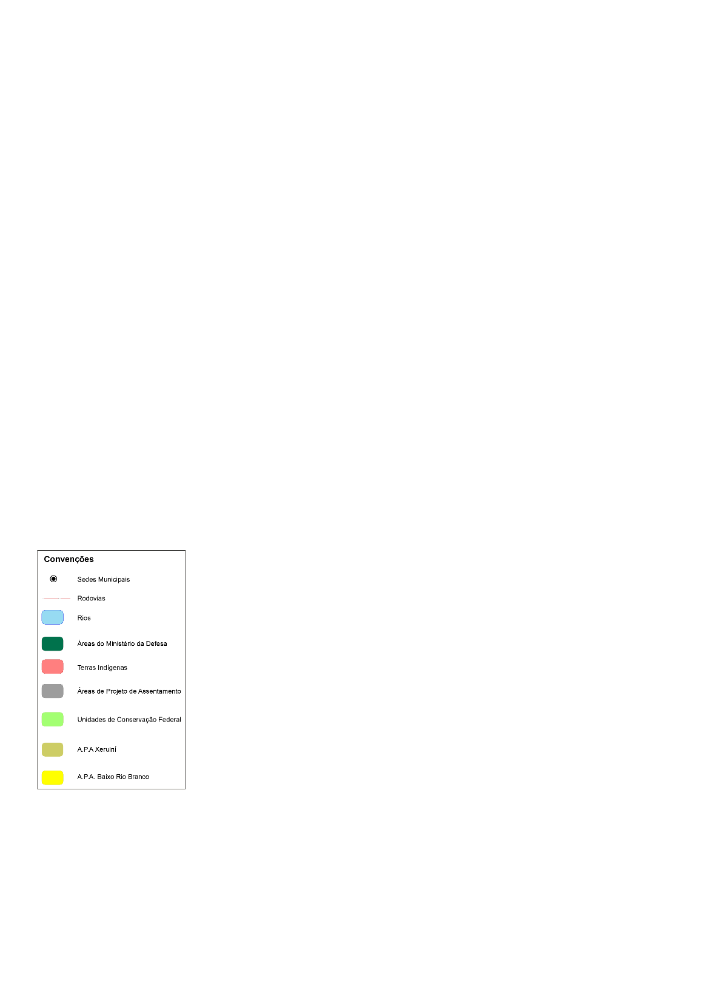 Convenções
Sedes Municipais
Rodovias
Rios
Áreas do Ministério da Defesa
Terras Indígenas
Áreas de Projeto de Assentamento
Unidades de Conservação Federal
A.P.A Xeruiní
A.P.A. Baixo Rio Branco